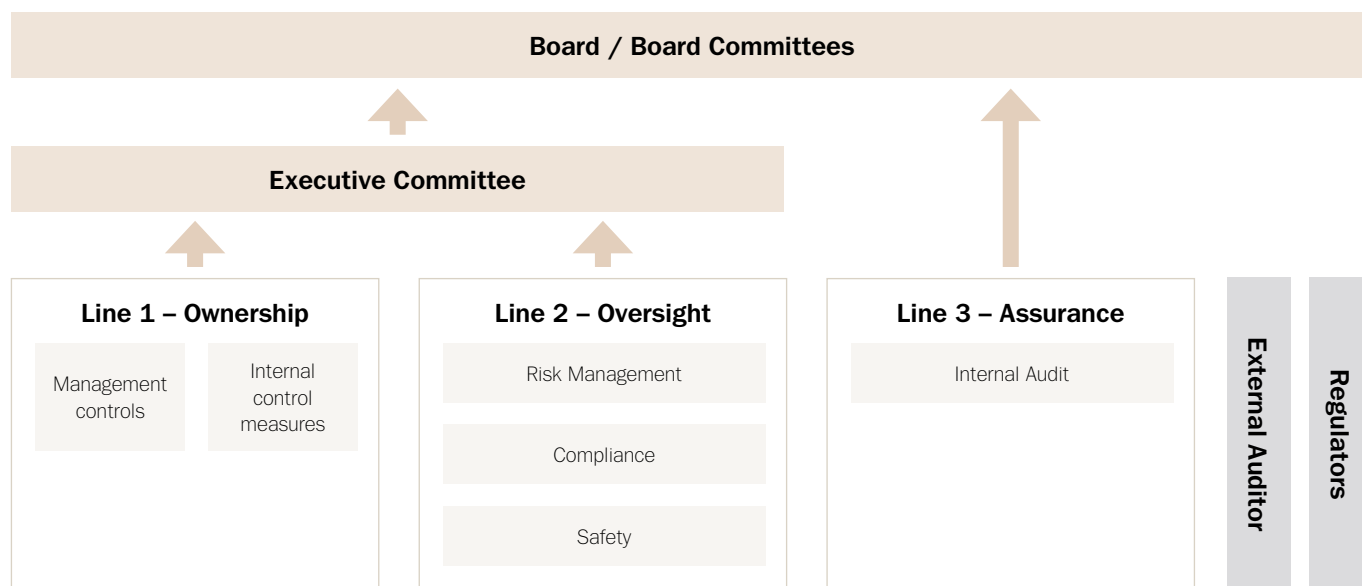 Board / Board Committees
Executive Committee
Line 1 – Ownership
Management
controls
Internal
control
measures
Line 2 – Oversight
Risk Management
Compliance
Safety
Line 3 – Assurance
Internal Audit
External Auditor
Regulators